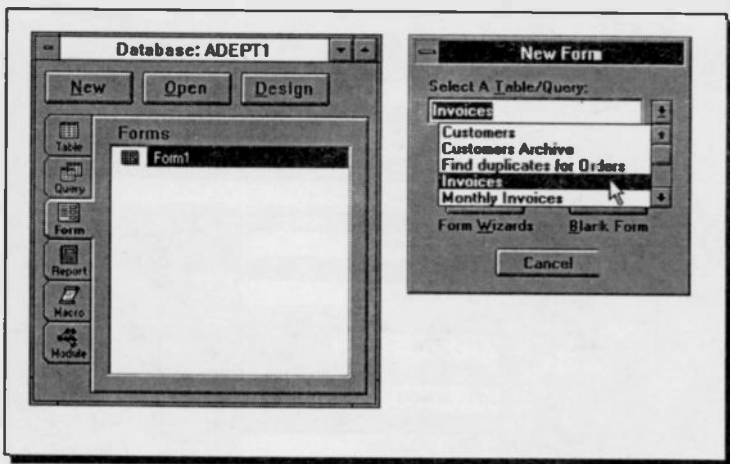 Database: ADEPT1
New Open Design
Table
Query
Form
Report
Macro
Module
Forms
Form1
New Form
Select A Table/Query:
Invoices
Customers
Customers Archive
Find duplicates for Orders
Invoices
Monthly Invoices
Form Wizards Blank Form
Cancel